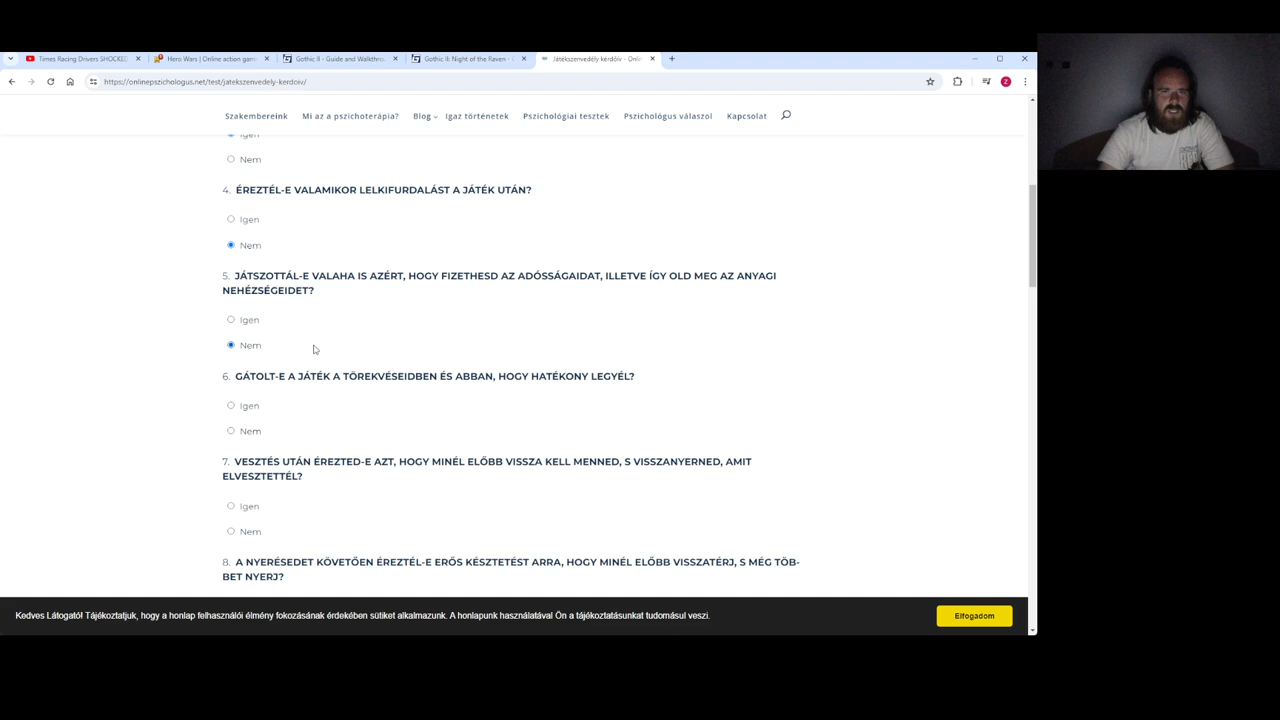 Times Racing Drivers SHOCKED
Hero Wars | Online action gam
Gothic II - Guide and Walkthrou
Gothic II: Night of the Raven - G
Játékszenvedély kérdőív - Onlin
https://onlinepszichologus.net/test/jatekszenvedely-kerdoiv/
Z
Szakembereink Mi az a pszichoterápia? Blog Igaz történetek Pszichológiai tesztek Pszichológus válaszol Kapcsolat
Igen
Nem
4. ÉREZTÉL-E VALAMIKOR LELKIFURDALÁST A JÁTÉK UTÁN?
Igen
Nem
5. JÁTSZOTTÁL-E VALAHA IS AZÉRT, HOGY FIZETHESD AZ ADÓSSÁGAIDAT, ILLETVE ÍGY OLD MEG AZ ANYAGI
NEHÉZSÉGEIDET?
Igen
Nem
6. GÁTOLT-E A JÁTÉK A TÖREKVÉSEIDBEN ÉS ABBAN, HOGY HATÉKONY LEGYÉL?
Igen
Nem
7. VESZTÉS UTÁN ÉREZTED-E AZT, HOGY MINÉL ELŐBB VISSZA KELL MENNED, S VISSZANYERNED, AMIT
ELVESZTETTÉL?
Igen
Nem
8. A NYERÉSEDET KÖVETŐEN ÉREZTÉL-E ERŐS KÉSZTETÉST ARRA, HOGY MINÉL ELŐBB VISSZATÉRJ, S MÉG TÖB-
BET NYERJ?
Kedves Látogató! Tájékoztatjuk, hogy a honlap felhasználói élmény fokozásának érdekében sütiket alkalmazunk. A honlapunk használatával Ön a tájékoztatásunkat tudomásul veszi.
Elfogadom